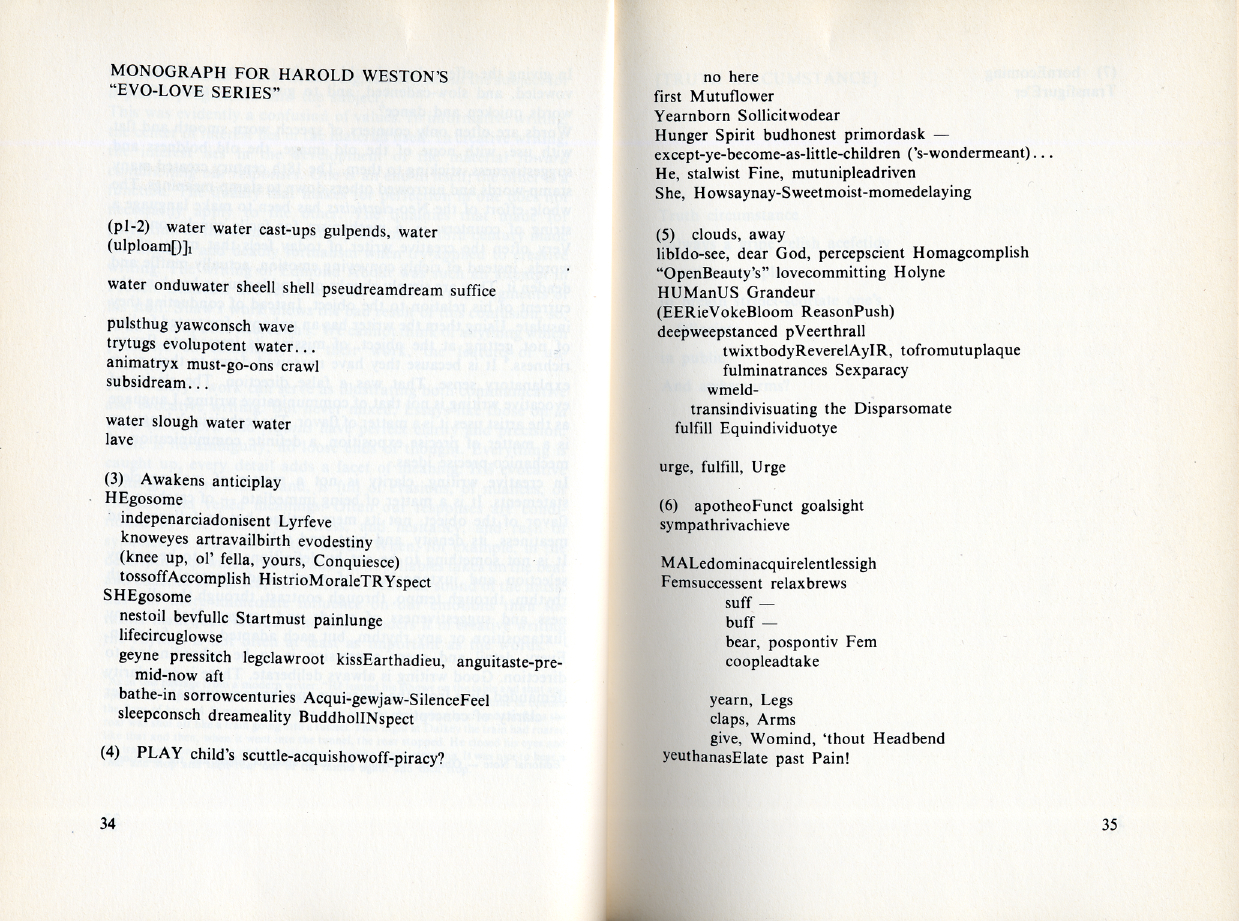 MONOGRAPH FOR HAROLD WESTON'S
“EVO-LOVE SERIES”
(p1-2) water water cast-ups gulpends, water
(ulploam[)]1
water onduwater sheell shell pseudreamdream suffice
pulsthug yawconsch wave
trytugs evolupotent water...
animatryx must-go-ons crawl
subsidream...
water slough water water
lave
(3) Awakens anticiplay
HEgosome
indepenarciadonisent Lyrfeve
knoweyes artravailbirth evodestiny
(knee up, ol' fella, yours, Conquiesce)
tossoffAccomplish HistrioMoraleTRYspect
SHEgosome
nestoil bevfullc Startmust painlunge
lifecircuglowse
geyne pressitch legclawroot kissEarthadieu, anguitaste-pre-
mid-now aft
bathe-in sorrowcenturies Acqui-gewjaw-SilenceFeel
sleepconsch dreameality BuddholINspect
(4) PLAY child's scuttle-acquishowoff-piracy?
34
no here
first Mutuflower
Yearnborn Sollicitwodear
Hunger Spirit budhonest primordask —
except-ye-become-as-little-children ('s-wondermeant)...
He, stalwist Fine, mutunipleadriven
She, Howsaynay-Sweetmoist-momedelaying
(5) clouds, away
libIdo-see, dear God, percepscient Homagcomplish
“OpenBeauty's” lovecommitting Holyne
HUManUS Grandeur
(EERieVokeBloom ReasonPush)
deepweepstanced pVeerthrall
twixtbodyReverelAyIR, tofromutuplaque
fulminatrances Sexparacy
wmeld-
transindivisuating the Disparsomate
fulfill Equindividuotye
urge, fulfill, Urge
(6) apotheoFunct goalsight
sympathrivachieve
MALedominacquirelentlessigh
Femsuccessent relaxbrews
suff —
buff —
bear, pospontiv Fem
coopleadtake
yearn, Legs
claps, Arms
give, Womind, ‘thout Headbend
yeuthanasElate past Pain!
35